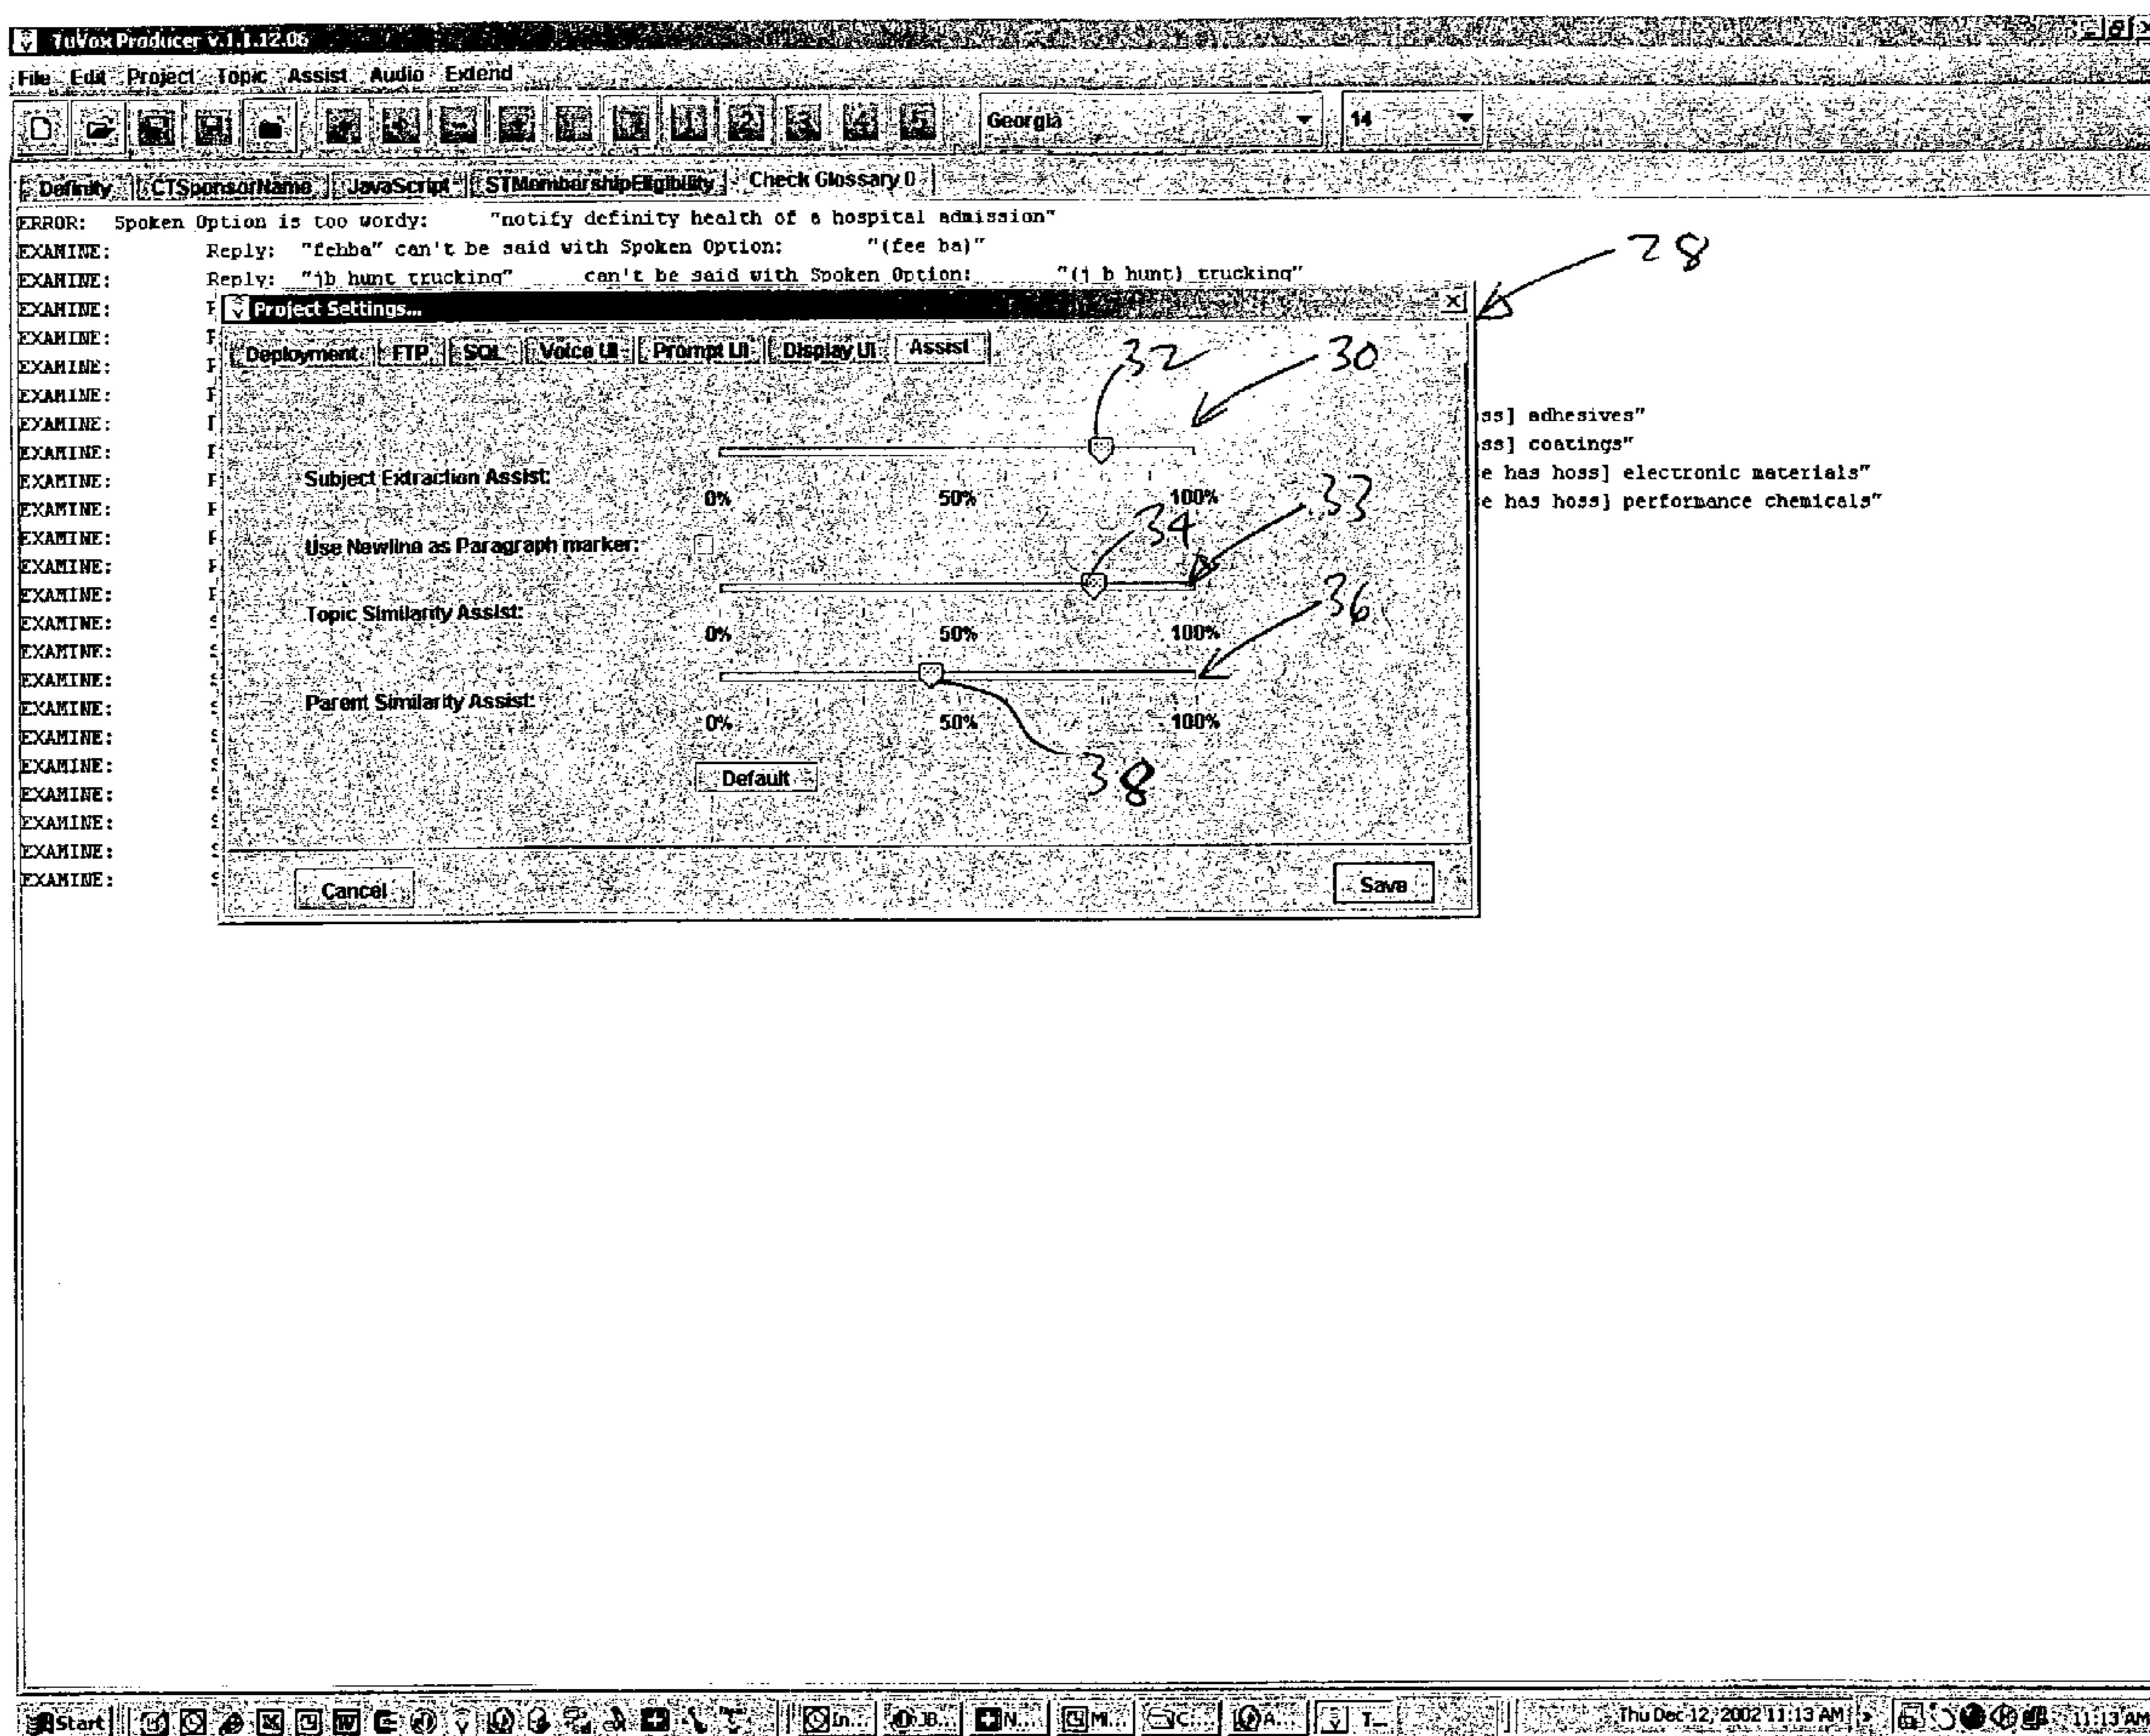 TuVox Producer v.1.1.12.06
File Edit Project Topic Assist Audio Extend
1 2 3 4 5 Georgia 14
Definity CTSponsorName JavaScript STMembershipEligibility Check Glossary 0
ERROR: Spoken Option is too wordy: "notify definity health of a hospital admission"
EXAMINE: Reply: "fehba" can't be said with Spoken Option: "(fee ba)"
EXAMINE: Reply: "jb hunt trucking" can't be said with Spoken Option: "(j b hunt) trucking"
28
EXAMINE:
Project Settings...
EXAMINE:
Deployment FTP SQL Voice UI Prompt UI Display UI Assist
32 30
EXAMINE:
EXAMINE:
EXAMINE: ss] adhesives"
EXAMINE: ss] coatings"
EXAMINE: Subject Extraction Assist: e has hoss] electronic materials"
0% 50% 100% 33
EXAMINE: e has hoss] performance chemicals"
34
EXAMINE: Use Newline as Paragraph marker:
EXAMINE:
36
EXAMINE:
EXAMINE: Topic Similarity Assist:
0% 50% 100%
EXAMINE:
EXAMINE:
EXAMINE: Parent Similarity Assist:
0% 50% 100%
EXAMINE:
EXAMINE: Default 38
EXAMINE:
EXAMINE:
EXAMINE:
EXAMINE: Cancel Save
Start In... JB... N... M... C... A... T... Thu Dec 12, 2002 11:13 AM 11:13 AM